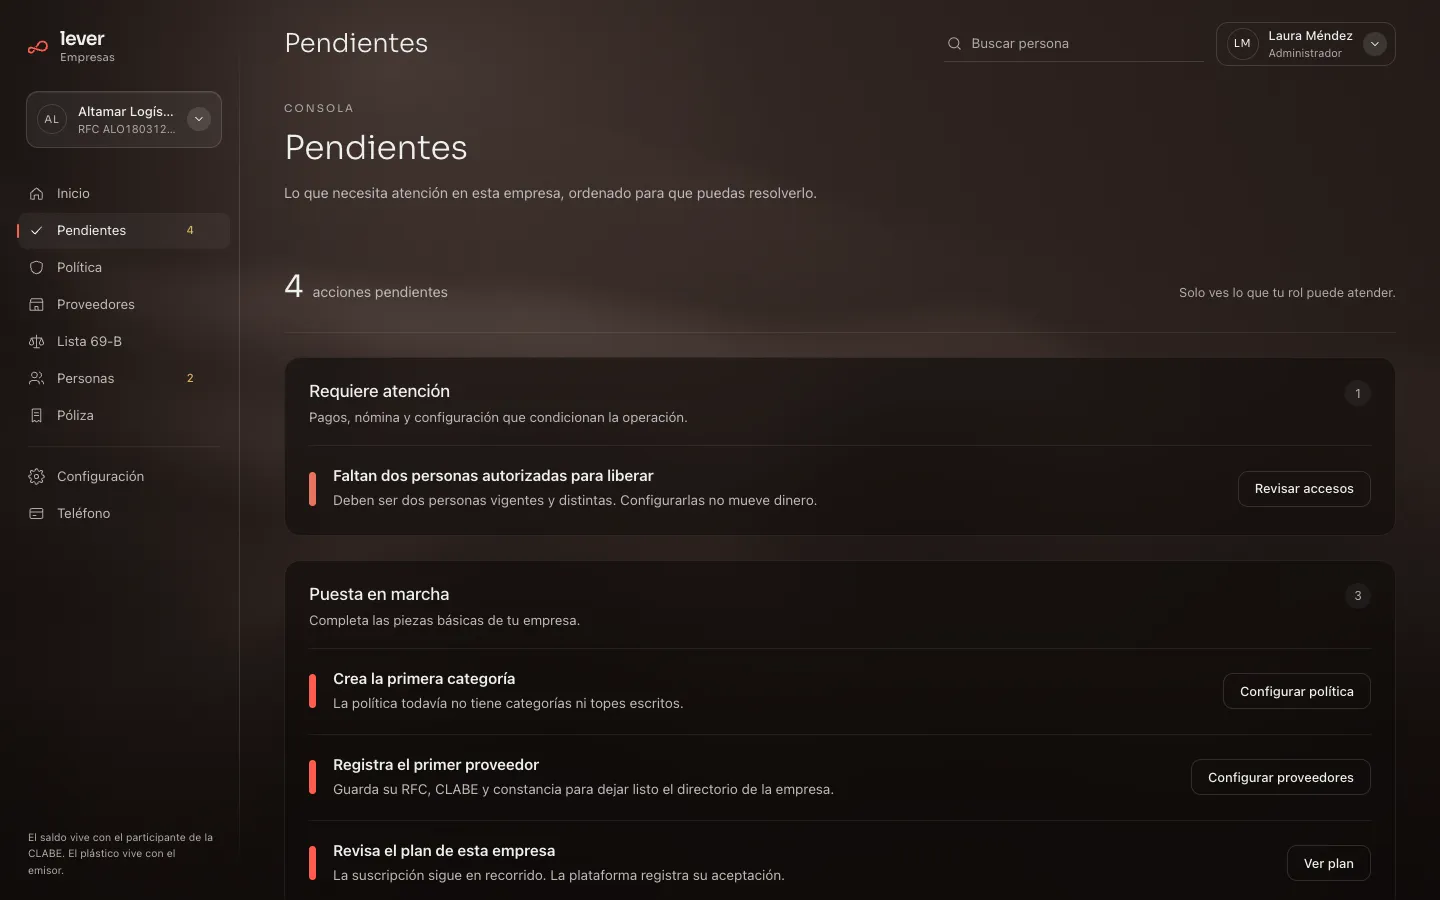 lever
Empresas
AL
Altamar Logís...
RFC ALO180312...
Inicio
Pendientes 4
Política
Proveedores
Lista 69-B
Personas 2
Póliza
Configuración
Teléfono
El saldo vive con el participante de la
CLABE. El plástico vive con el
emisor.
Pendientes
Buscar persona
LM
Laura Méndez
Administrador
CONSOLA
Pendientes
Lo que necesita atención en esta empresa, ordenado para que puedas resolverlo.
4 acciones pendientes
Solo ves lo que tu rol puede atender.
Requiere atención
1
Pagos, nómina y configuración que condicionan la operación.
Faltan dos personas autorizadas para liberar
Deben ser dos personas vigentes y distintas. Configurarlas no mueve dinero.
Revisar accesos
Puesta en marcha
3
Completa las piezas básicas de tu empresa.
Crea la primera categoría
La política todavía no tiene categorías ni topes escritos.
Configurar política
Registra el primer proveedor
Guarda su RFC, CLABE y constancia para dejar listo el directorio de la empresa.
Configurar proveedores
Revisa el plan de esta empresa
La suscripción sigue en recorrido. La plataforma registra su aceptación.
Ver plan